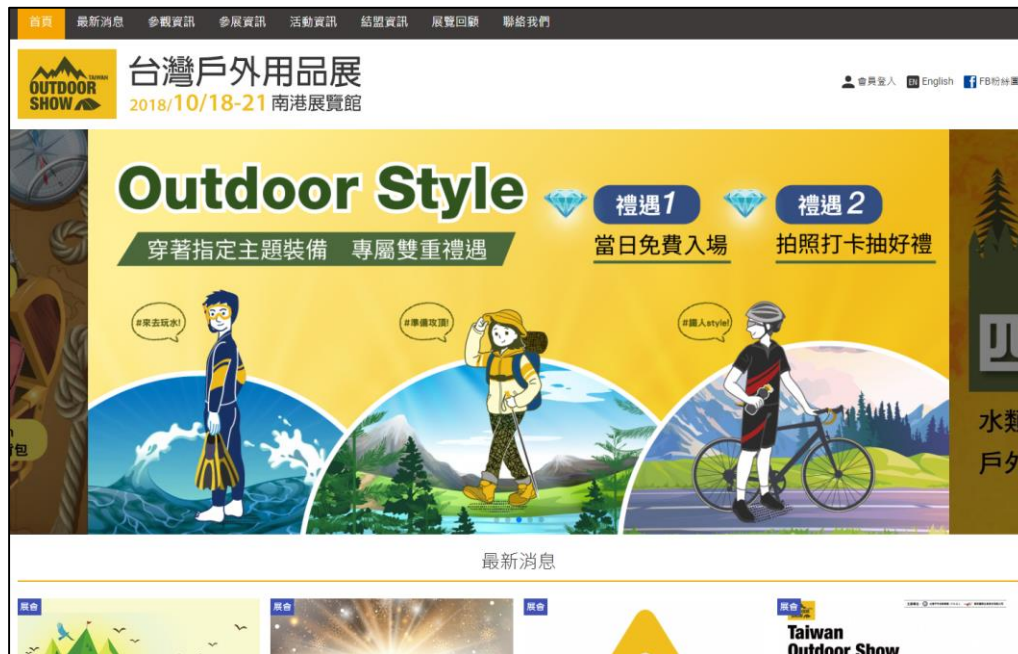 首頁 最新消息 參觀資訊 參展資訊 活動資訊 結盟資訊 展覽回顧 聯絡我們
TAIWAN
OUTDOOR
SHOW
台灣戶外用品展
2018/10/18-21 南港展覽館
會員登入 EN English FB粉絲團
Outdoor Style
穿著指定主題裝備 專屬雙重禮遇
禮遇1
當日免費入場
禮遇2
拍照打卡抽好禮
#來去玩水!
#準備攻頂!
#鐵人style!
包
水類
戶外
最新消息
展會
展會
展會
展會
Taiwan
Outdoor Show